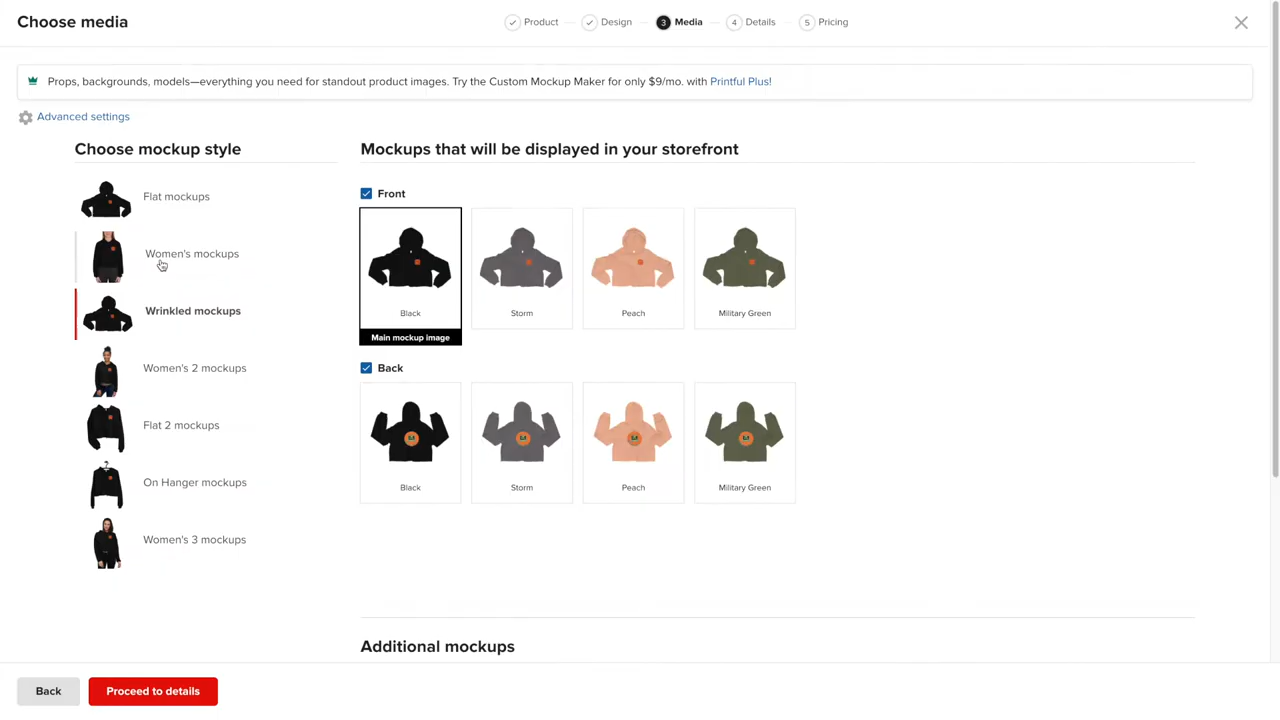 Choose media
Product
Design
3 Media
4 Details
5 Pricing
Props, backgrounds, models—everything you need for standout product images. Try the Custom Mockup Maker for only $9/mo. with Printful Plus!
Advanced settings
Choose mockup style
Flat mockups
Women's mockups
Wrinkled mockups
Women's 2 mockups
Flat 2 mockups
On Hanger mockups
Women's 3 mockups
Mockups that will be displayed in your storefront
Front
Black
Storm
Peach
Military Green
Main mockup image
Back
Black
Storm
Peach
Military Green
Additional mockups
Back
Proceed to details